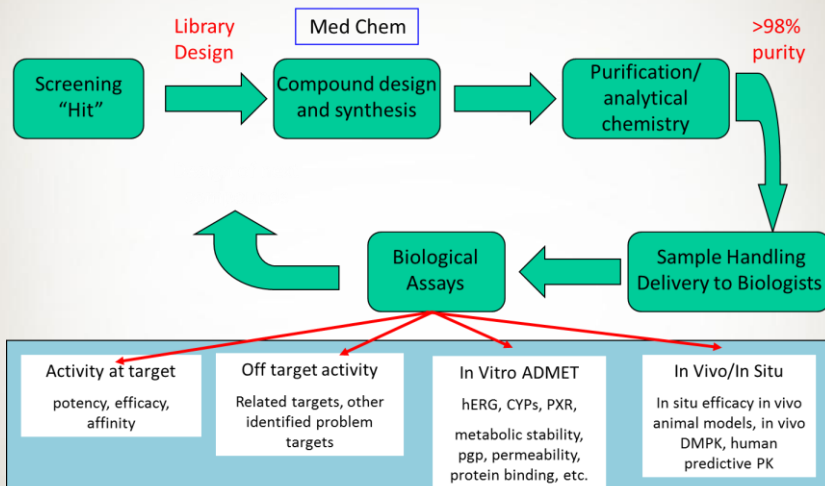 Library
Design
Med Chem
>98%
purity
Screening
“Hit”
Compound design
and synthesis
Purification/
analytical
chemistry
Biological
Assays
Sample Handling
Delivery to Biologists
Activity at target
potency, efficacy,
affinity
Off target activity
Related targets, other
identified problem
targets
In Vitro ADMET
hERG, CYPs, PXR,
metabolic stability,
pgp, permeability,
protein binding, etc.
In Vivo/In Situ
In situ efficacy in vivo
animal models, in vivo
DMPK, human
predictive PK